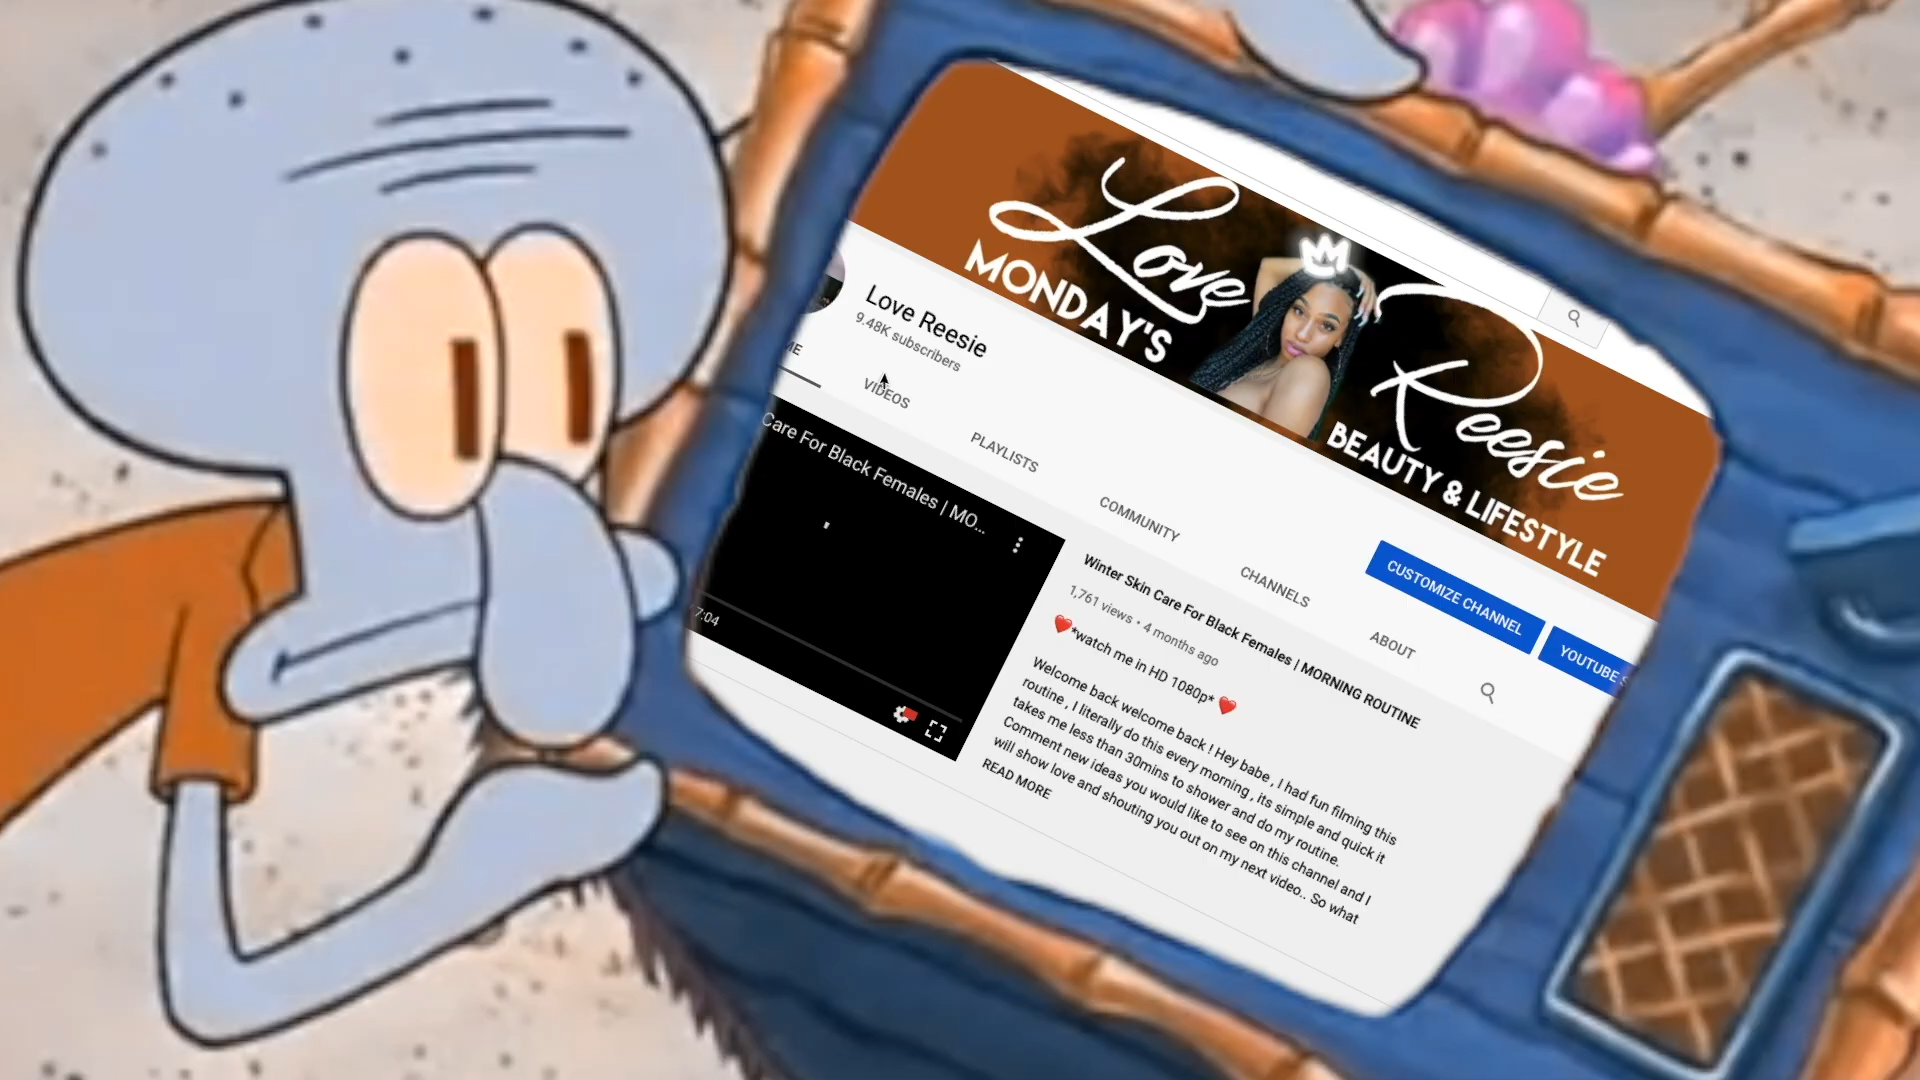 Love Reesie
MONDAY'S
BEAUTY & LIFESTYLE
Love Reesie
9.48K subscribers
VIDEOS
PLAYLISTS
COMMUNITY
CHANNELS
ABOUT
CUSTOMIZE CHANNEL
YOUTUBE
Care For Black Females | MO...
7:04
Winter Skin Care For Black Females | MORNING ROUTINE
1,761 views • 4 months ago
❤️*watch me in HD 1080p* ❤️
Welcome back welcome back ! Hey babe , I had fun filming this
routine , I literally do this every morning , its simple and quick it
takes me less than 30mins to shower and do my routine.
Comment new ideas you would like to see on this channel and I
will show love and shouting you out on my next video.. So what
READ MORE